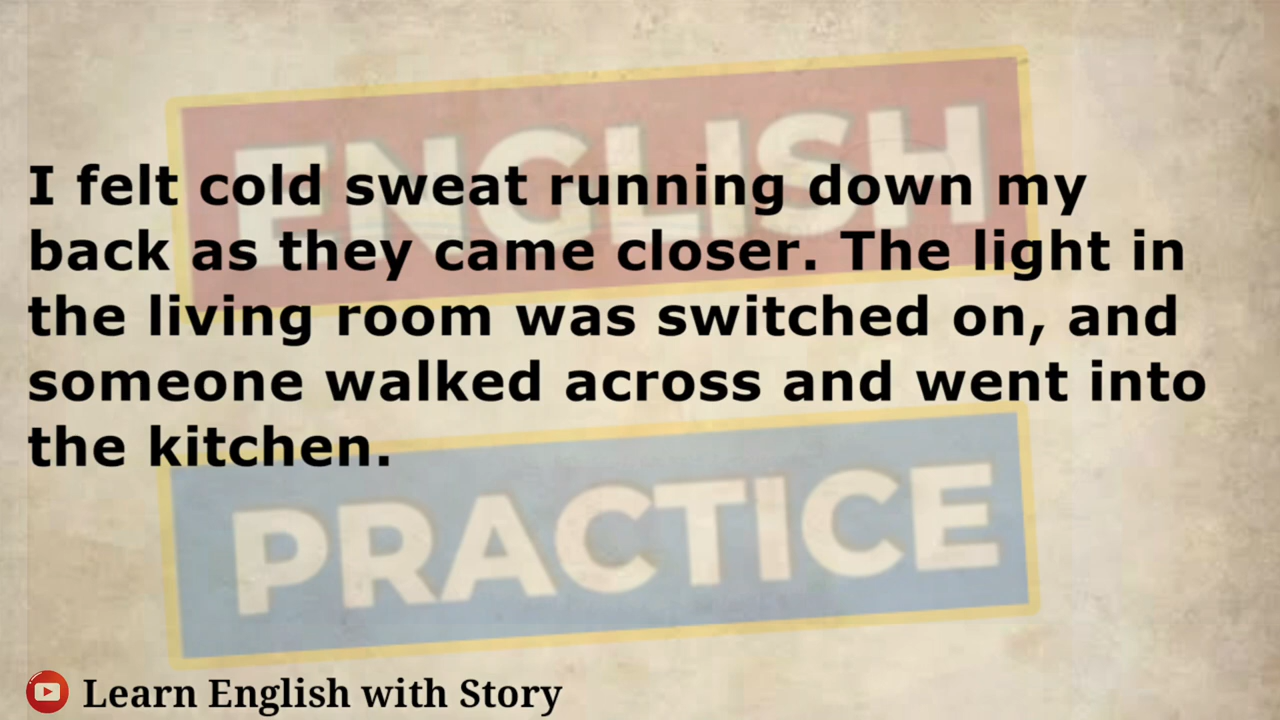 ENGLISH
I felt cold sweat running down my
back as they came closer. The light in
the living room was switched on, and
someone walked across and went into
the kitchen.
PRACTICE
Learn English with Story